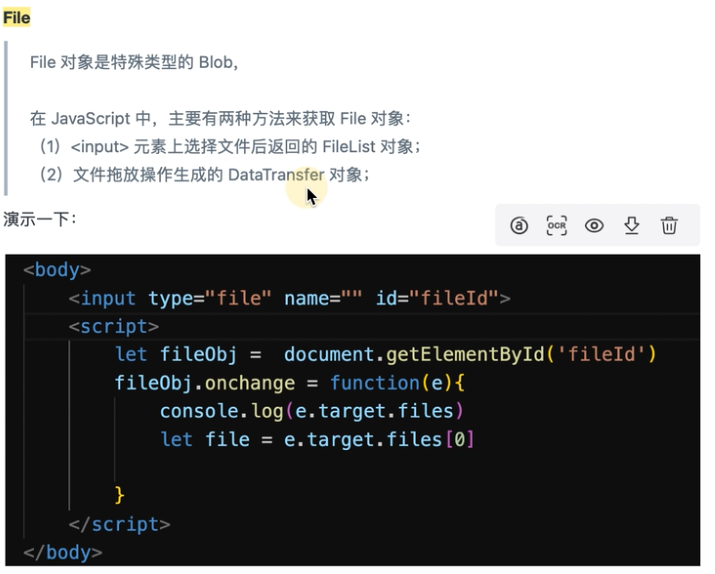 File
File 对象是特殊类型的 Blob,
在 JavaScript 中，主要有两种方法来获取 File 对象：
（1）<input> 元素上选择文件后返回的 FileList 对象；
（2）文件拖放操作生成的 DataTransfer 对象；
演示一下：
a OCR
<body>
<input type="file" name="" id="fileId">
<script>
let fileObj =  document.getElementById('fileId')
fileObj.onchange = function(e){
console.log(e.target.files)
let file = e.target.files[0]
}
</script>
</body>